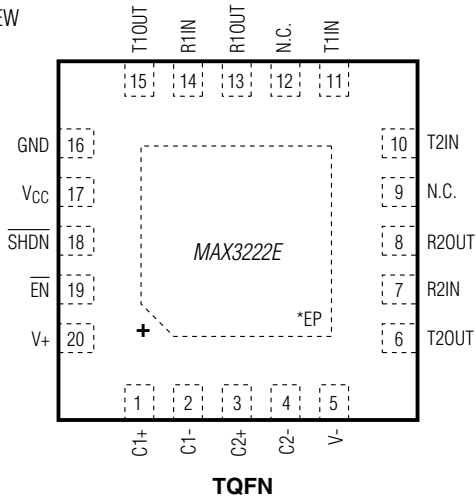 EW
T1OUT
R1IN
R1OUT
N.C.
T1IN
15 14 13 12 11
GND 16
VCC 17
SHDN 18
EN 19
V+ 20
10 T2IN
9 N.C.
8 R2OUT
7 R2IN
6 T2OUT
MAX3222E
*EP
+
1 2 3 4 5
C1+
C1-
C2+
C2-
V-
TQFN